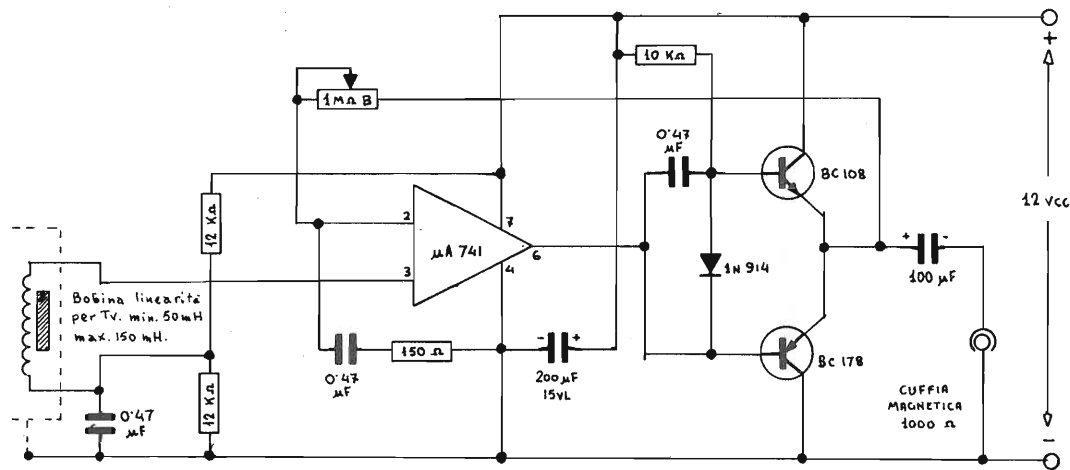 +
10 KΩ
1MΩ B
0.47
µF
BC 108
12 KΩ
2
7
µA 741
6
12 VCC
3
4
+ -
1N 914
100 µF
Bobina linearità
per Tv. min. 50mH
max. 150 mH.
- +
150 Ω
0.47
µF
200 µF
15VL
BC 178
12 KΩ
0.47
µF
CUFFIA
MAGNETICA
1000 Ω
-